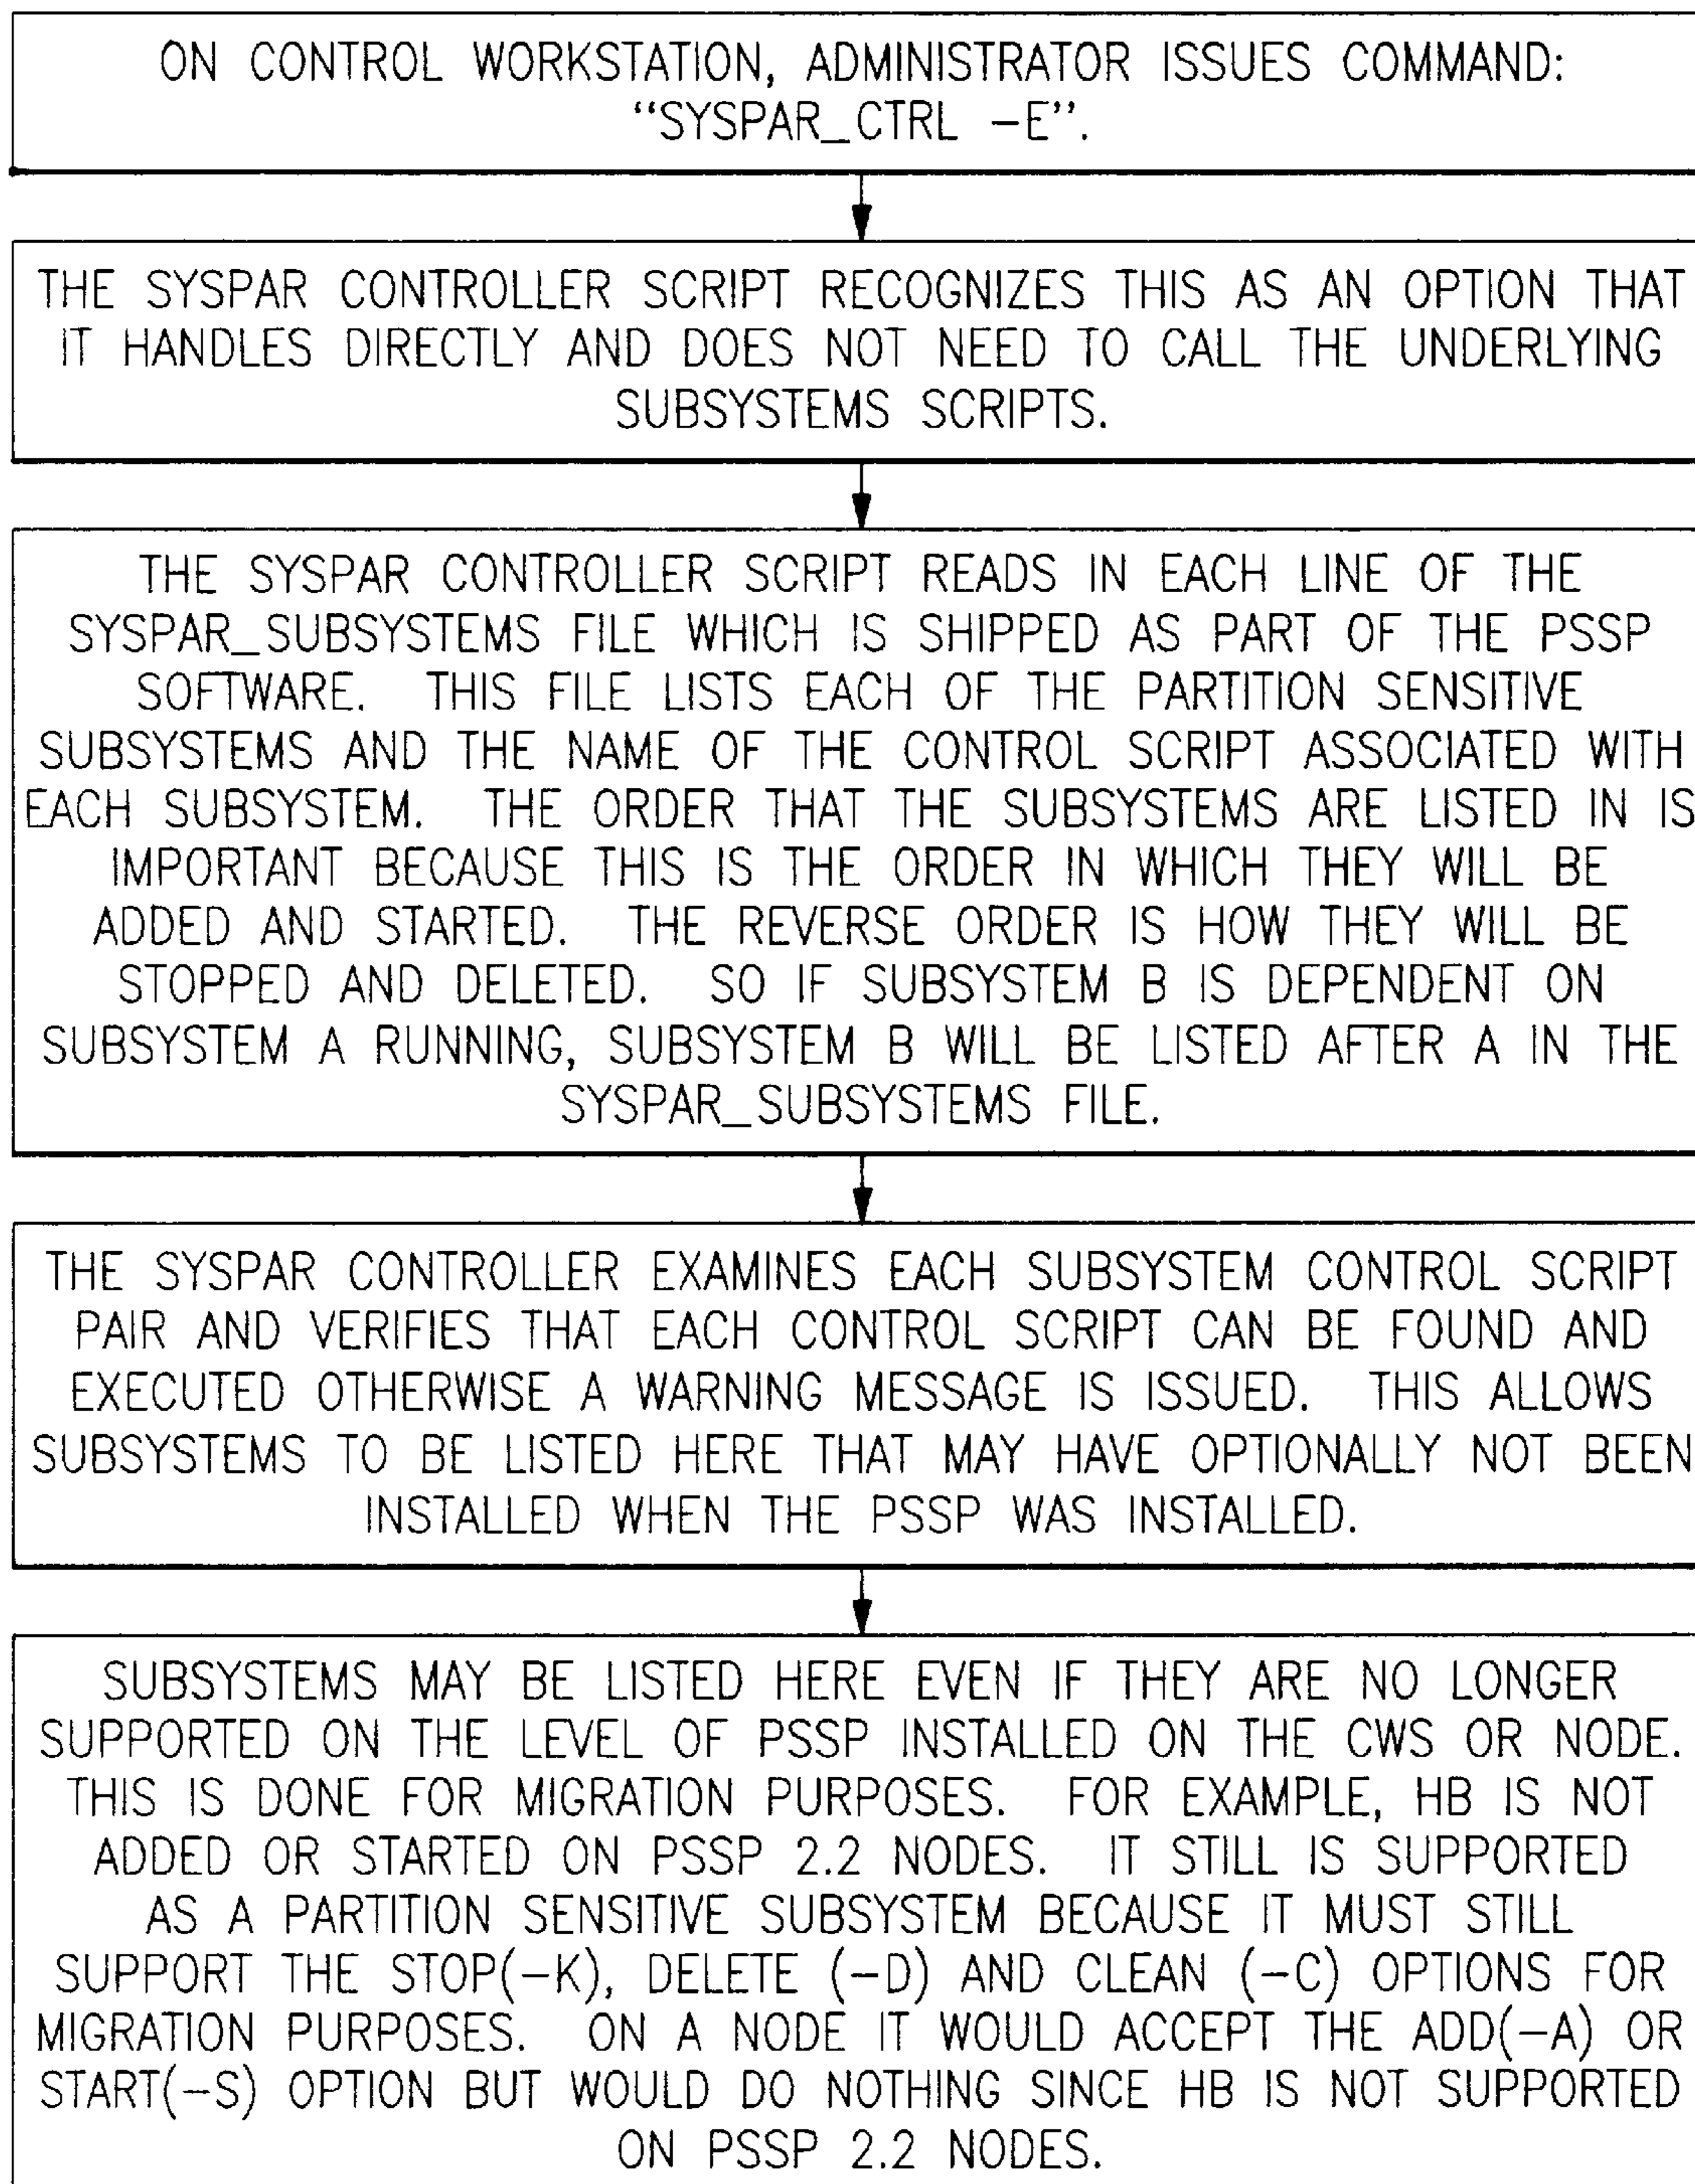 ON CONTROL WORKSTATION, ADMINISTRATOR ISSUES COMMAND:
“SYSPAR_CTRL –E”.
THE SYSPAR CONTROLLER SCRIPT RECOGNIZES THIS AS AN OPTION THAT
IT HANDLES DIRECTLY AND DOES NOT NEED TO CALL THE UNDERLYING
SUBSYSTEMS SCRIPTS.
THE SYSPAR CONTROLLER SCRIPT READS IN EACH LINE OF THE
SYSPAR_SUBSYSTEMS FILE WHICH IS SHIPPED AS PART OF THE PSSP
SOFTWARE. THIS FILE LISTS EACH OF THE PARTITION SENSITIVE
SUBSYSTEMS AND THE NAME OF THE CONTROL SCRIPT ASSOCIATED WITH
EACH SUBSYSTEM. THE ORDER THAT THE SUBSYSTEMS ARE LISTED IN IS
IMPORTANT BECAUSE THIS IS THE ORDER IN WHICH THEY WILL BE
ADDED AND STARTED. THE REVERSE ORDER IS HOW THEY WILL BE
STOPPED AND DELETED. SO IF SUBSYSTEM B IS DEPENDENT ON
SUBSYSTEM A RUNNING, SUBSYSTEM B WILL BE LISTED AFTER A IN THE
SYSPAR_SUBSYSTEMS FILE.
THE SYSPAR CONTROLLER EXAMINES EACH SUBSYSTEM CONTROL SCRIPT
PAIR AND VERIFIES THAT EACH CONTROL SCRIPT CAN BE FOUND AND
EXECUTED OTHERWISE A WARNING MESSAGE IS ISSUED. THIS ALLOWS
SUBSYSTEMS TO BE LISTED HERE THAT MAY HAVE OPTIONALLY NOT BEEN
INSTALLED WHEN THE PSSP WAS INSTALLED.
SUBSYSTEMS MAY BE LISTED HERE EVEN IF THEY ARE NO LONGER
SUPPORTED ON THE LEVEL OF PSSP INSTALLED ON THE CWS OR NODE.
THIS IS DONE FOR MIGRATION PURPOSES. FOR EXAMPLE, HB IS NOT
ADDED OR STARTED ON PSSP 2.2 NODES. IT STILL IS SUPPORTED
AS A PARTITION SENSITIVE SUBSYSTEM BECAUSE IT MUST STILL
SUPPORT THE STOP(–K), DELETE (–D) AND CLEAN (–C) OPTIONS FOR
MIGRATION PURPOSES. ON A NODE IT WOULD ACCEPT THE ADD(–A) OR
START(–S) OPTION BUT WOULD DO NOTHING SINCE HB IS NOT SUPPORTED
ON PSSP 2.2 NODES.